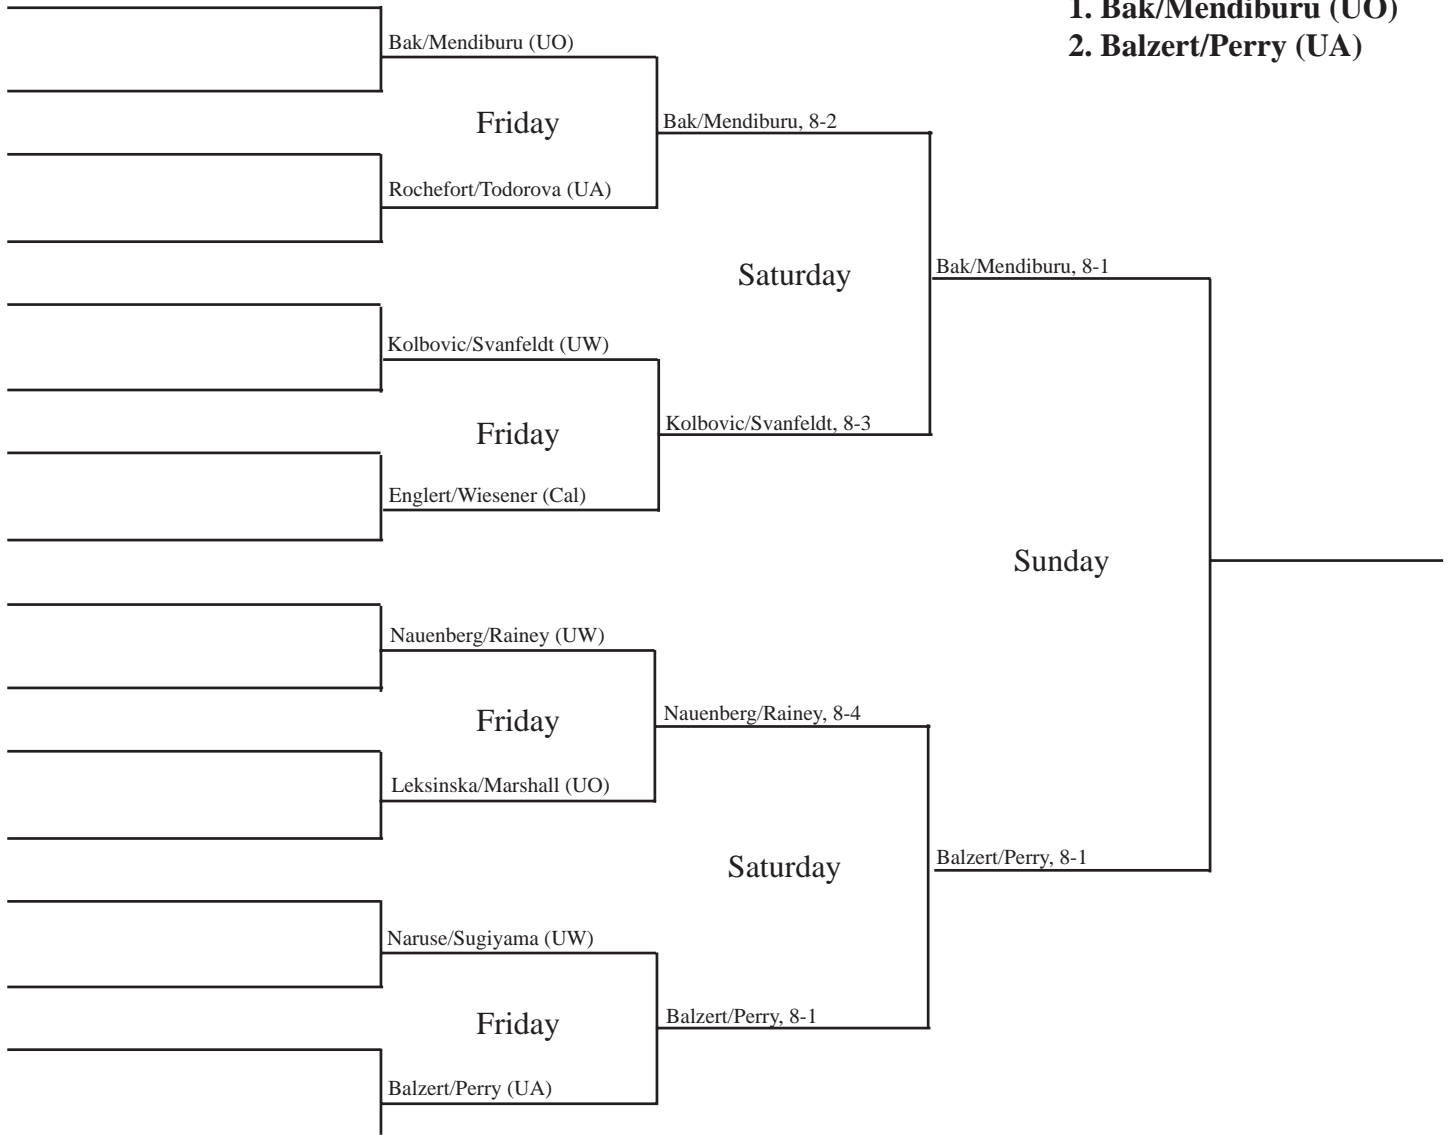 1. Bak/Mendiburu (UO)
2. Balzert/Perry (UA)
Bak/Mendiburu (UO)
Friday
Bak/Mendiburu, 8-2
Rochefort/Todorova (UA)
Saturday
Bak/Mendiburu, 8-1
Kolbovic/Svanfeldt (UW)
Friday
Kolbovic/Svanfeldt, 8-3
Englert/Wiesener (Cal)
Sunday
Nauenberg/Rainey (UW)
Friday
Nauenberg/Rainey, 8-4
Leksinska/Marshall (UO)
Saturday
Balzert/Perry, 8-1
Naruse/Sugiyama (UW)
Friday
Balzert/Perry, 8-1
Balzert/Perry (UA)